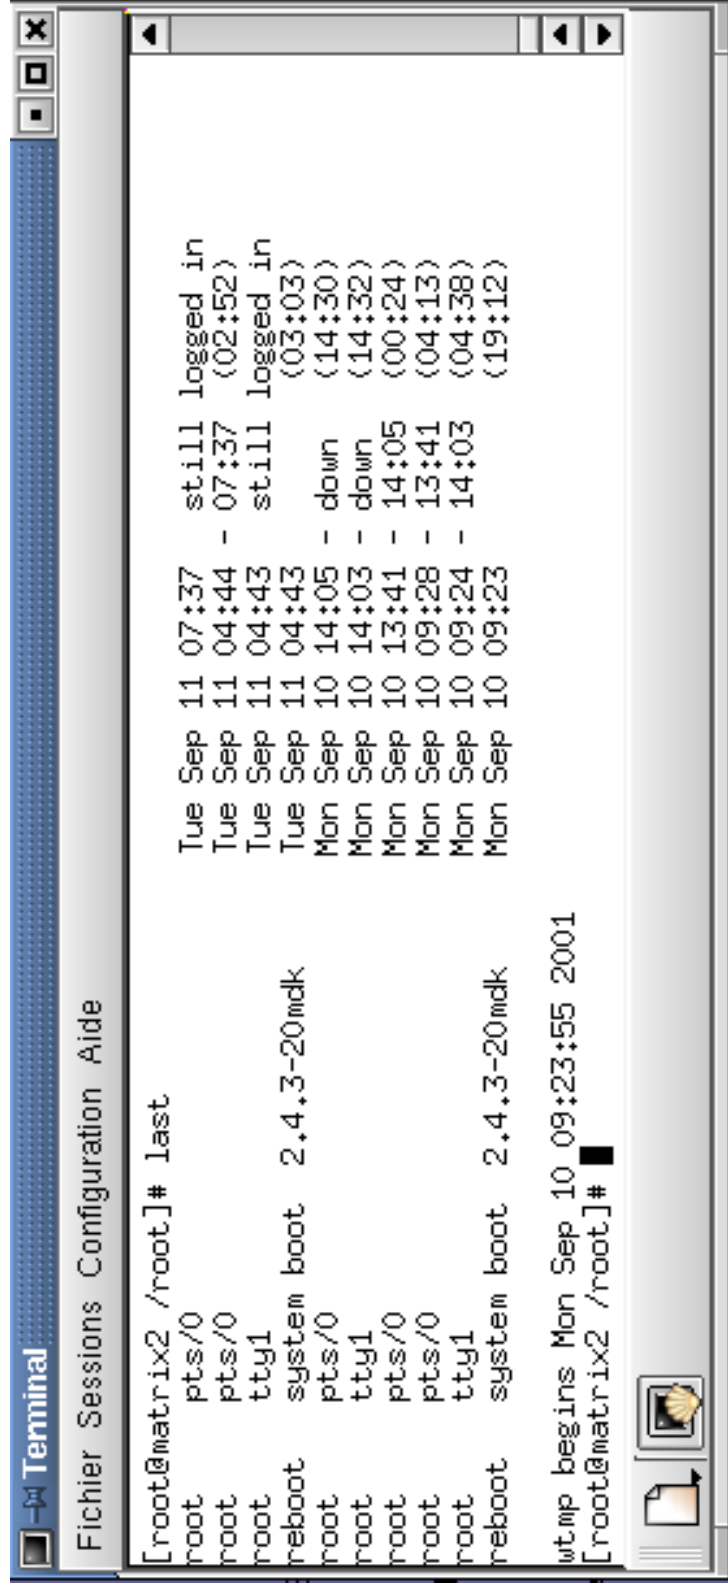 Terminal
Fichier Sessions Configuration Aide
[root@matrix2 /root]# last
root     pts/0                         Tue Sep 11 07:37   still logged in
root     pts/0                         Tue Sep 11 04:44 - 07:37  (02:52)
root     tty1                          Tue Sep 11 04:43   still logged in
reboot   system boot  2.4.3-20mdk      Tue Sep 11 04:43          (03:03)
root     pts/0                         Mon Sep 10 14:05 - down   (14:30)
root     tty1                          Mon Sep 10 14:03 - down   (14:32)
root     pts/0                         Mon Sep 10 13:41 - 14:05  (00:24)
root     pts/0                         Mon Sep 10 09:28 - 13:41  (04:13)
root     tty1                          Mon Sep 10 09:24 - 14:03  (04:38)
reboot   system boot  2.4.3-20mdk      Mon Sep 10 09:23          (19:12)
wtmp begins Mon Sep 10 09:23:55 2001
[root@matrix2 /root]#